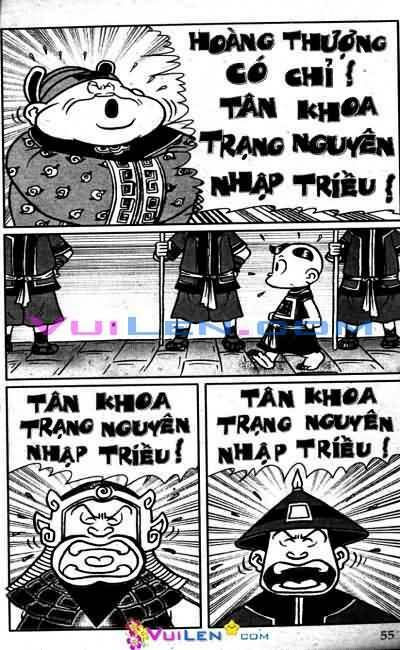 HOÀNG THƯỢNG
CÓ CHỈ!
TÂN KHOA
TRẠNG NGUYÊN
NHẬP TRIỀU!
VUILEN.COM
TÂN KHOA
TRẠNG NGUYÊN
NHẬP TRIỀU!
TÂN KHOA
TRẠNG NGUYÊN
NHẬP TRIỀU!
55
VUILEN.COM